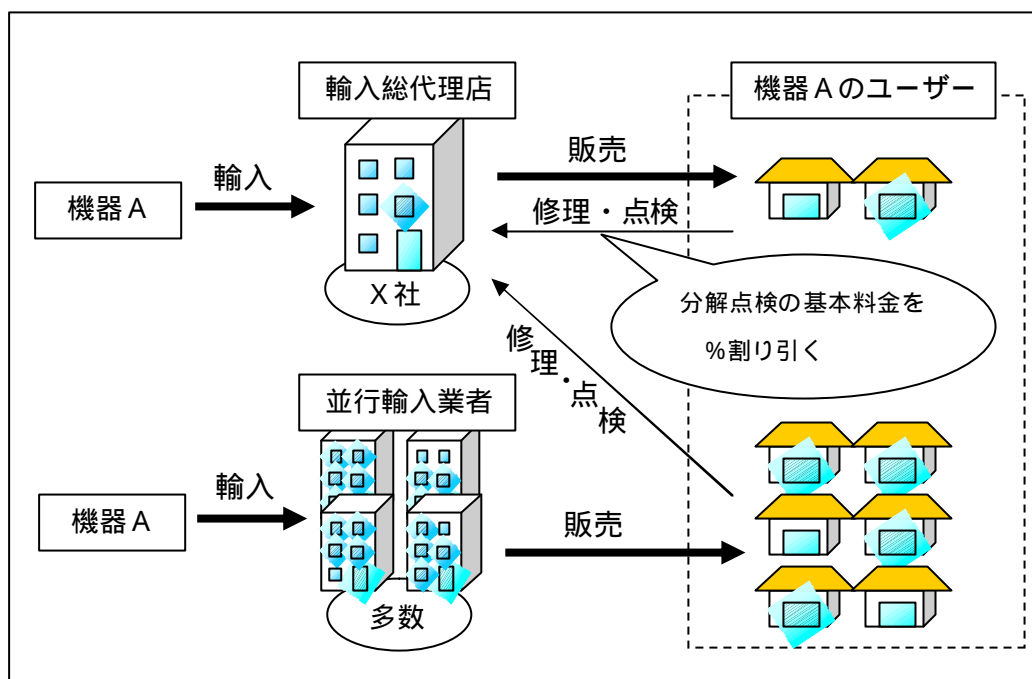 輸入総代理店
機器Aのユーザー
機器A
輸入
販売
修理・点検
X社
分解点検の基本料金を
%割り引く
修理・点検
並行輸入業者
機器A
輸入
販売
多数